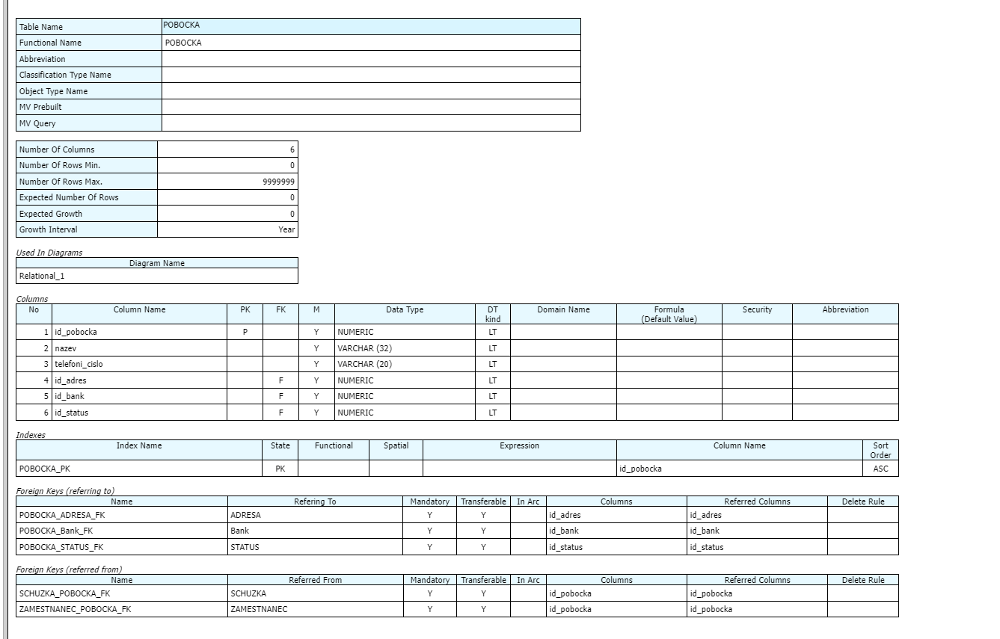 Table Name POBOCKA
Functional Name POBOCKA
Abbreviation
Classification Type Name
Object Type Name
MV Prebuilt
MV Query
Number Of Columns 6
Number Of Rows Min. 0
Number Of Rows Max. 9999999
Expected Number Of Rows 0
Expected Growth 0
Growth Interval Year
Used In Diagrams
Diagram Name
Relational_1
Columns
No Column Name PK FK M Data Type DT kind Domain Name Formula (Default Value) Security Abbreviation
1 id_pobocka P Y NUMERIC LT
2 nazev Y VARCHAR (32) LT
3 telefoni_cislo Y VARCHAR (20) LT
4 id_adres F Y NUMERIC LT
5 id_bank F Y NUMERIC LT
6 id_status F Y NUMERIC LT
Indexes
Index Name State Functional Spatial Expression Column Name Sort Order
POBOCKA_PK PK id_pobocka ASC
Foreign Keys (referring to)
Name Refering To Mandatory Transferable In Arc Columns Referred Columns Delete Rule
POBOCKA_ADRESA_FK ADRESA Y Y id_adres id_adres
POBOCKA_Bank_FK Bank Y Y id_bank id_bank
POBOCKA_STATUS_FK STATUS Y Y id_status id_status
Foreign Keys (referred from)
Name Referred From Mandatory Transferable In Arc Columns Referred Columns Delete Rule
SCHUZKA_POBOCKA_FK SCHUZKA Y Y id_pobocka id_pobocka
ZAMESTNANEC_POBOCKA_FK ZAMESTNANEC Y Y id_pobocka id_pobocka